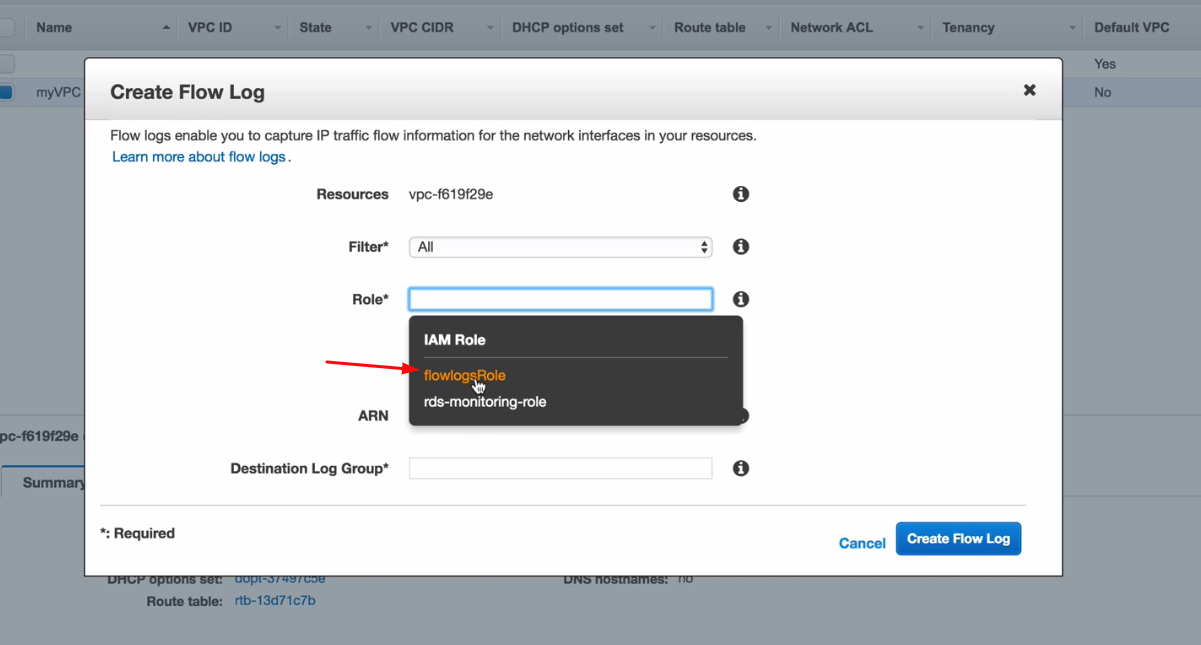 Name VPC ID State VPC CIDR DHCP options set Route table Network ACL Tenancy Default VPC
Yes
myVPC No
Create Flow Log
Flow logs enable you to capture IP traffic flow information for the network interfaces in your resources.
Learn more about flow logs.
Resources vpc-f619f29e
Filter* All
Role*
IAM Role
flowlogsRole
rds-monitoring-role
ARN
pc-f619f29e
Destination Log Group*
Summary
*: Required
Cancel Create Flow Log
DHCP options set: dopt-37497c5e DNS hostnames: no
Route table: rtb-13d71c7b